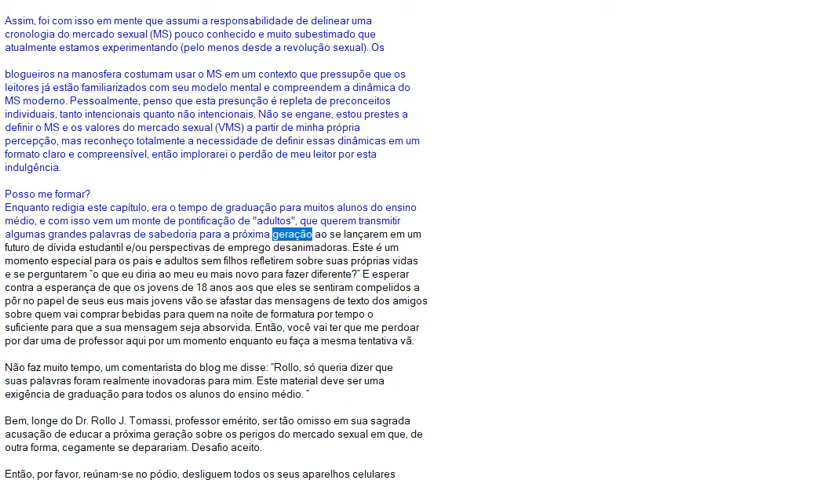 Assim, foi com isso em mente que assumi a responsabilidade de delinear uma
cronologia do mercado sexual (MS) pouco conhecido e muito subestimado que
atualmente estamos experimentando (pelo menos desde a revolução sexual). Os
blogueiros na manosfera costumam usar o MS em um contexto que pressupõe que os
leitores já estão familiarizados com seu modelo mental e compreendem a dinâmica do
MS moderno. Pessoalmente, penso que esta presunção é repleta de preconceitos
individuais, tanto intencionais quanto não intencionais. Não se engane, estou prestes a
definir o MS e os valores do mercado sexual (VMS) a partir de minha própria
percepção, mas reconheço totalmente a necessidade de definir essas dinâmicas em um
formato claro e compreensível, então implorarei o perdão de meu leitor por esta
indulgência.
Posso me formar?
Enquanto redigia este capítulo, era o tempo de graduação para muitos alunos do ensino
médio, e com isso vem um monte de pontificação de "adultos", que querem transmitir
algumas grandes palavras de sabedoria para a próxima geração ao se lançarem em um
futuro de dívida estudantil e/ou perspectivas de emprego desanimadoras. Este é um
momento especial para os pais e adultos sem filhos refletirem sobre suas próprias vidas
e se perguntarem "o que eu diria ao meu eu mais novo para fazer diferente?" E esperar
contra a esperança de que os jovens de 18 anos aos que eles se sentiram compelidos a
pôr no papel de seus eus mais jovens vão se afastar das mensagens de texto dos amigos
sobre quem vai comprar bebidas para quem na noite de formatura por tempo o
suficiente para que a sua mensagem seja absorvida. Então, você vai ter que me perdoar
por dar uma de professor aqui por um momento enquanto eu faça a mesma tentativa vã.
Não faz muito tempo, um comentarista do blog me disse: "Rollo, só queria dizer que
suas palavras foram realmente inovadoras para mim. Este material deve ser uma
exigência de graduação para todos os alunos do ensino médio. "
Bem, longe do Dr. Rollo J. Tomassi, professor emérito, ser tão omisso em sua sagrada
acusação de educar a próxima geração sobre os perigos do mercado sexual em que, de
outra forma, cegamente se deparariam. Desafio aceito.
Então, por favor, reúnam-se no pódio, desliguem todos os seus aparelhos celulares